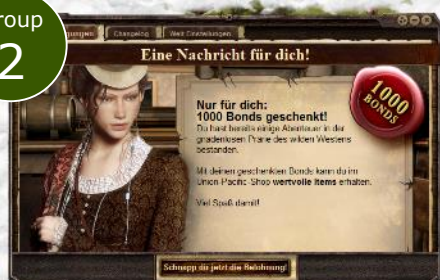 roup
2
Changelog
Welt Einstellungen
Eine Nachricht für dich!
Nur für dich:
1000 Bonds geschenkt!
Du hast bereits einige Abenteuer in der
gnadenlosen Prärie des wilden Westens
bestanden.
Mit deinen geschenkten Bonds kann du im
Union-Pacific-Shop wertvolle Items erhalten.
Viel Spaß damit!
1000
BONDS
Schnapp dir jetzt die Belohnung!